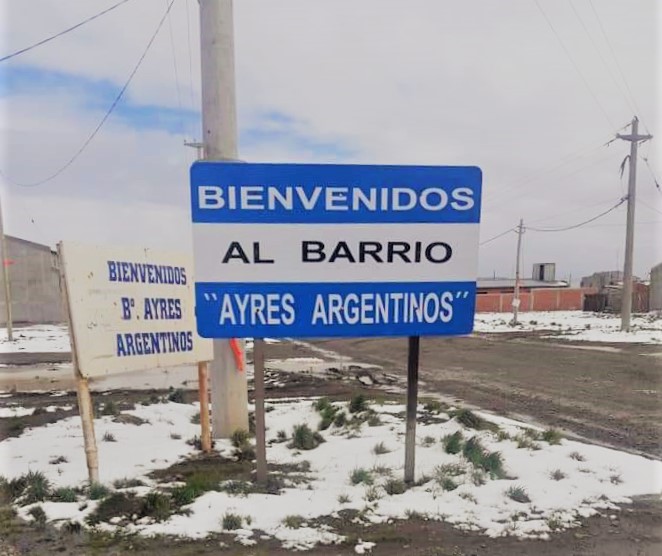 BIENVENIDOS
AL BARRIO
"AYRES ARGENTINOS"
BIENVENIDOS
Bº. AYRES
ARGENTINOS